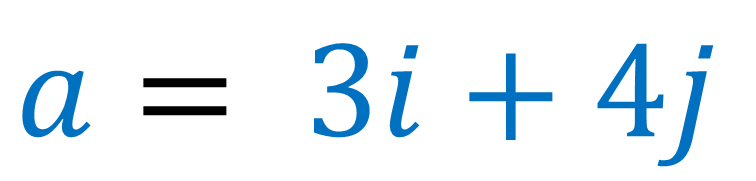 a = 3i + 4j